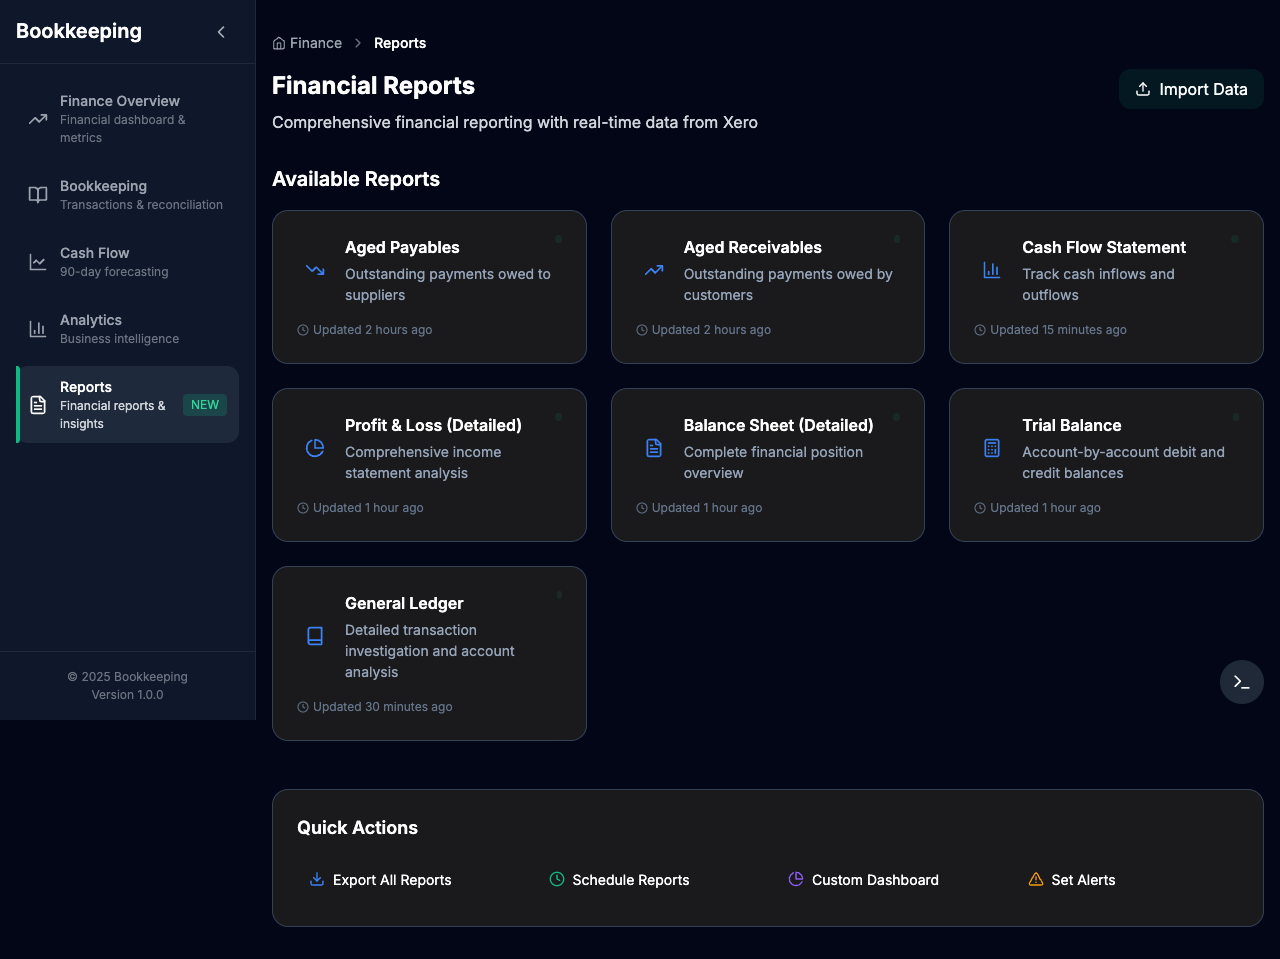 Bookkeeping
Finance Overview
Financial dashboard &
metrics
Bookkeeping
Transactions & reconciliation
Cash Flow
90-day forecasting
Analytics
Business intelligence
Reports
Financial reports &
insights
NEW
© 2025 Bookkeeping
Version 1.0.0
Finance
Reports
Financial Reports
Comprehensive financial reporting with real-time data from Xero
Import Data
Available Reports
Aged Payables
Outstanding payments owed to
suppliers
Updated 2 hours ago
Aged Receivables
Outstanding payments owed by
customers
Updated 2 hours ago
Cash Flow Statement
Track cash inflows and
outflows
Updated 15 minutes ago
Profit & Loss (Detailed)
Comprehensive income
statement analysis
Updated 1 hour ago
Balance Sheet (Detailed)
Complete financial position
overview
Updated 1 hour ago
Trial Balance
Account-by-account debit and
credit balances
Updated 1 hour ago
General Ledger
Detailed transaction
investigation and account
analysis
Updated 30 minutes ago
Quick Actions
Export All Reports
Schedule Reports
Custom Dashboard
Set Alerts